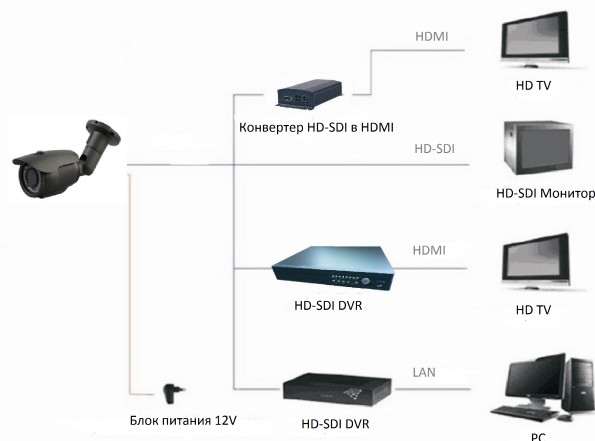 HDMI
HD TV
Конвертер HD-SDI в HDMI
HD-SDI
HD-SDI Монитор
HDMI
HD-SDI DVR
HD TV
LAN
Блок питания 12V
HD-SDI DVR
PC